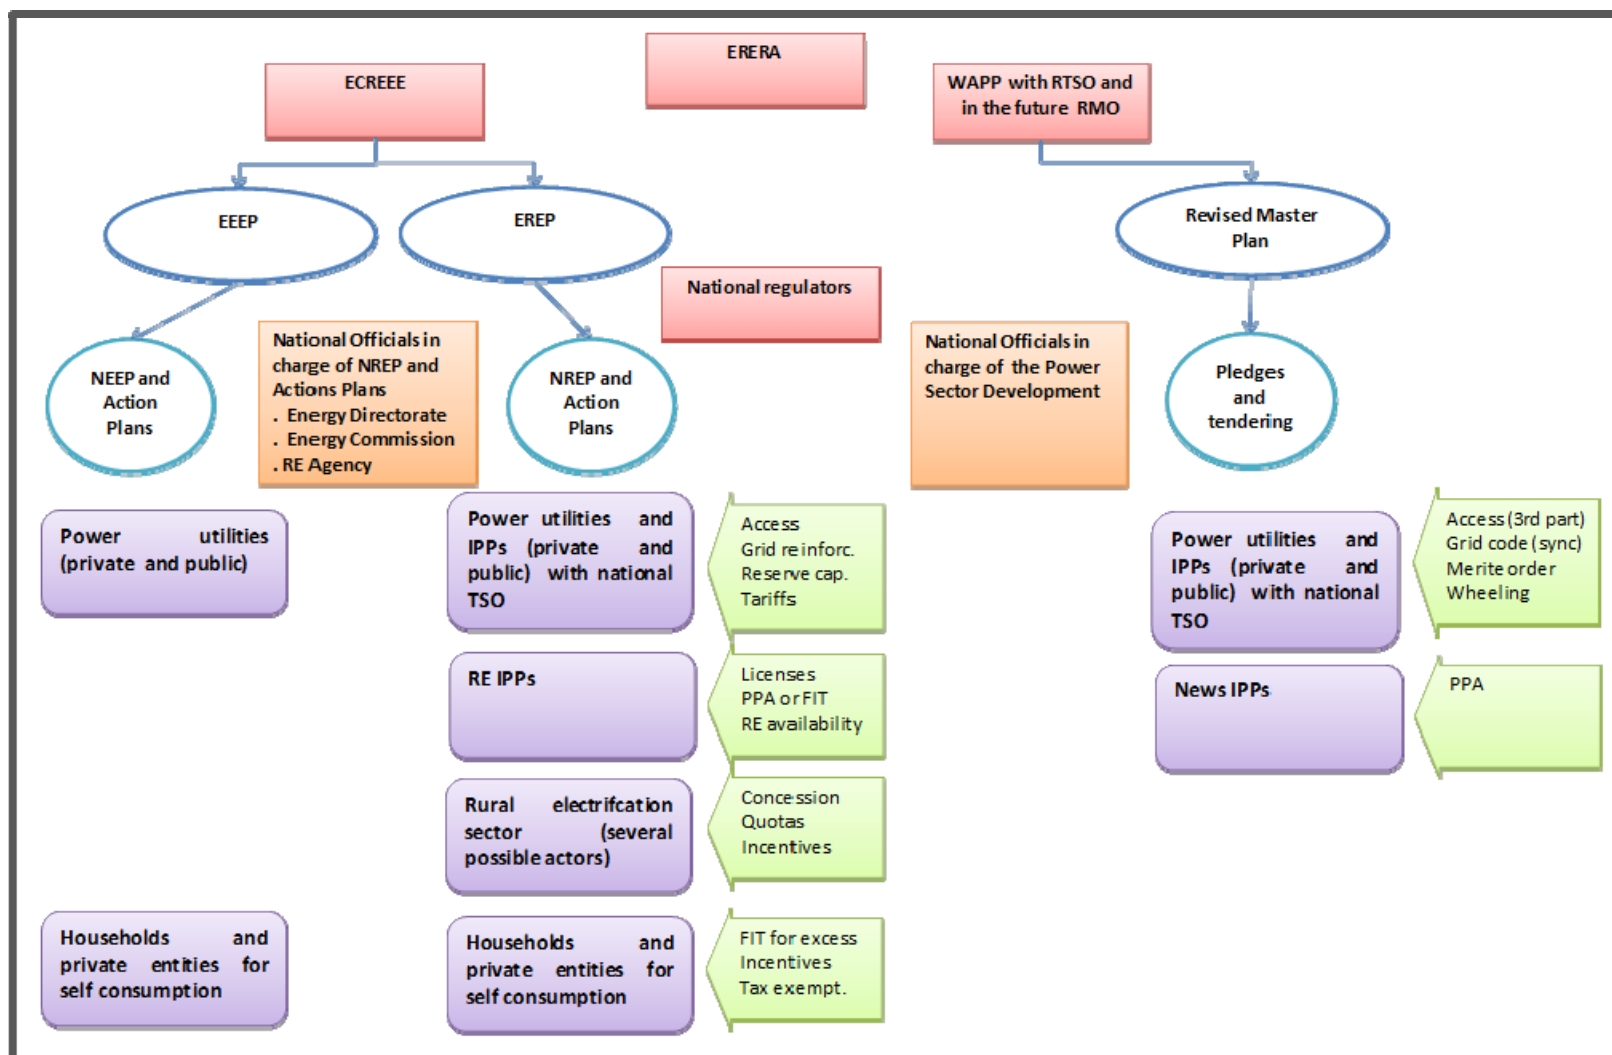 ERERA
ECREEE
WAPP with RTSO and
in the future RMO
EEEP
EREP
Revised Master
Plan
National regulators
NEEP and
Action
Plans
National Officials in
charge of NREP and
Actions Plans
. Energy Directorate
. Energy Commission
. RE Agency
NREP and
Action
Plans
National Officials in
charge of the Power
Sector Development
Pledges
and
tendering
Power utilities
(private and public)
Power utilities and
IPPs (private and
public) with national
TSO
Access
Grid reinforc.
Reserve cap.
Tariffs
Power utilities and
IPPs (private and
public) with national
TSO
Access (3rd part)
Grid code (sync)
Merite order
Wheeling
RE IPPs
Licenses
PPA or FIT
RE availability
News IPPs
PPA
Rural electrifcation
sector (several
possible actors)
Concession
Quotas
Incentives
Households and
private entities for
self consumption
Households and
private entities for
self consumption
FIT for excess
Incentives
Tax exempt.